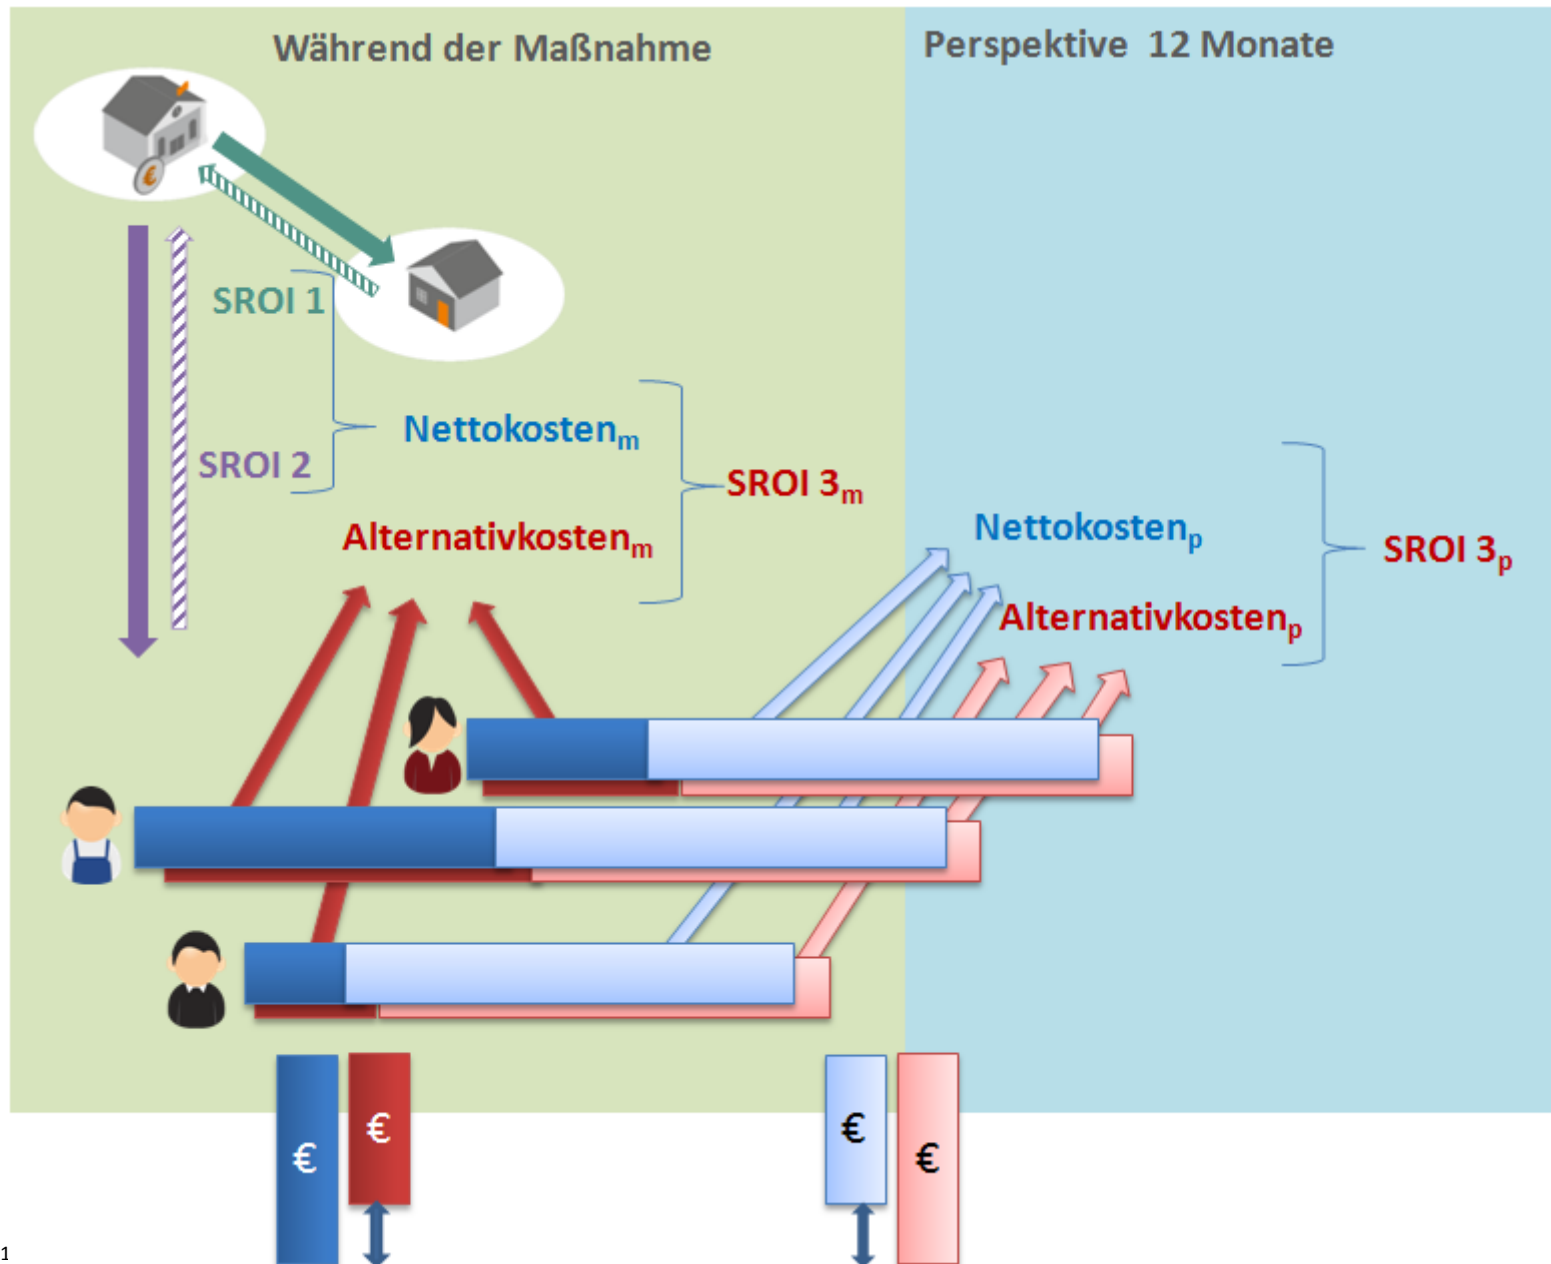 Während der Maßnahme
Perspektive 12 Monate
€
SROI 1
SROI 2
Nettokostenₘ
SROI 3ₘ
Alternativkostenₘ
Nettokostenₚ
SROI 3ₚ
Alternativkostenₚ
€
€
€
€
1